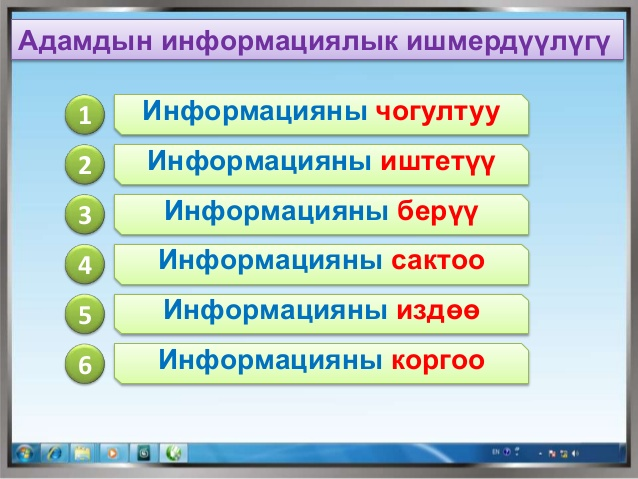 Адамдын информациялык ишмердүүлүгү
1 Информацияны чогултуу
2 Информацияны иштетүү
3 Информацияны берүү
4 Информацияны сактоо
5 Информацияны издөө
6 Информацияны коргоо
EN